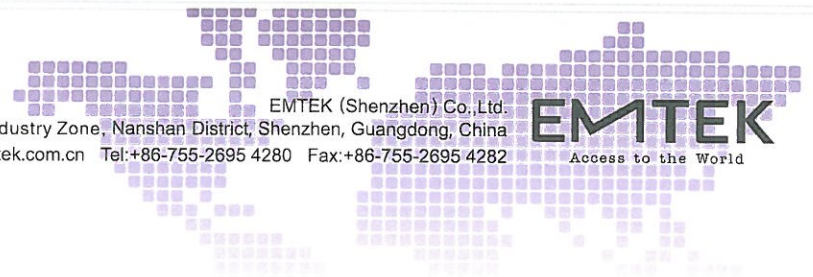 EMTEK (Shenzhen) Co.,Ltd.
dustry Zone, Nanshan District, Shenzhen, Guangdong, China
ek.com.cn Tel:+86-755-2695 4280 Fax:+86-755-2695 4282
EMTEK
Access to the World